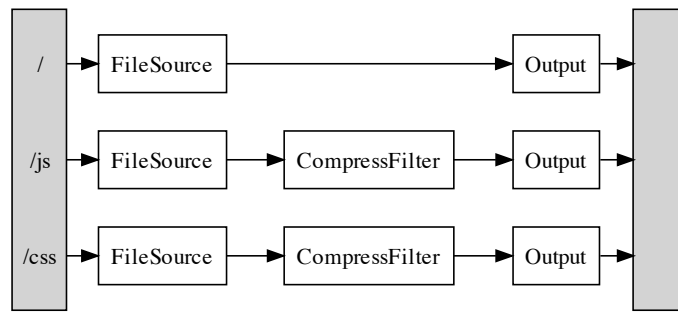 / FileSource Output
/js FileSource CompressFilter Output
/css FileSource CompressFilter Output